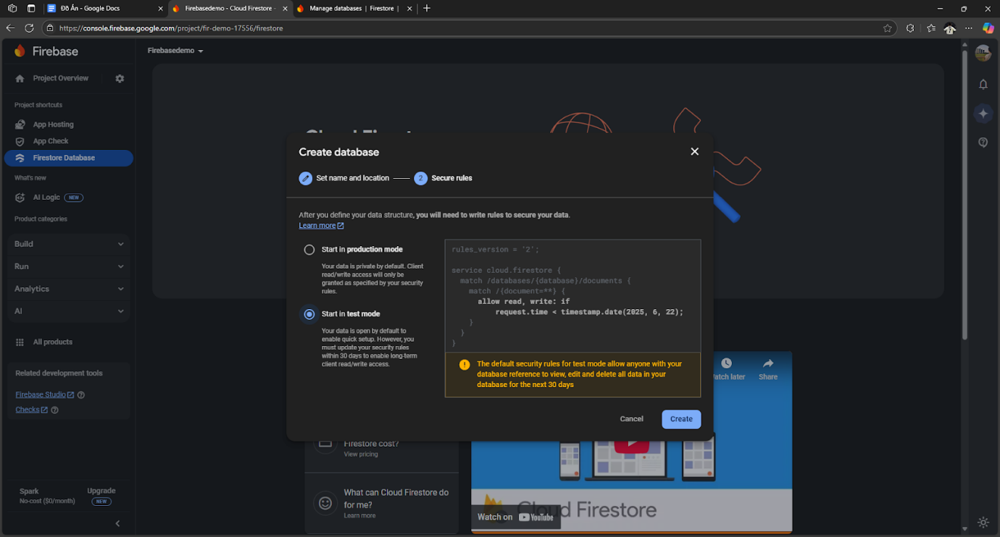 Đồ Án - Google Docs
Firebasedemo - Cloud Firestore -
Manage databases | Firestore |
https://console.firebase.google.com/project/fir-demo-17556/firestore
Firebase
Firebasedemo
Project Overview
Project shortcuts
App Hosting
App Check
Firestore Database
What's new
AI Logic NEW
Product categories
Build
Run
Analytics
AI
All products
Related development tools
Firebase Studio
Checks
Spark
No-cost ($0/month)
Upgrade
NEW
Create database
Set name and location
2 Secure rules
After you define your data structure, you will need to write rules to secure your data.
Learn more
Start in production mode
Your data is private by default. Client
read/write access will only be
granted as specified by your security
rules.
Start in test mode
Your data is open by default to
enable quick setup. However, you
must update your security rules
within 30 days to enable long-term
client read/write access.
rules_version = '2';
service cloud.firestore {
match /databases/{database}/documents {
match /{document=**} {
allow read, write: if
request.time < timestamp.date(2025, 6, 22);
}
}
}
! The default security rules for test mode allow anyone with your
database reference to view, edit and delete all data in your
database for the next 30 days
Cancel
Create
Firestore cost?
View pricing
What can Cloud Firestore do
for me?
Learn more
Share
Cloud Firestore
Watch on YouTube